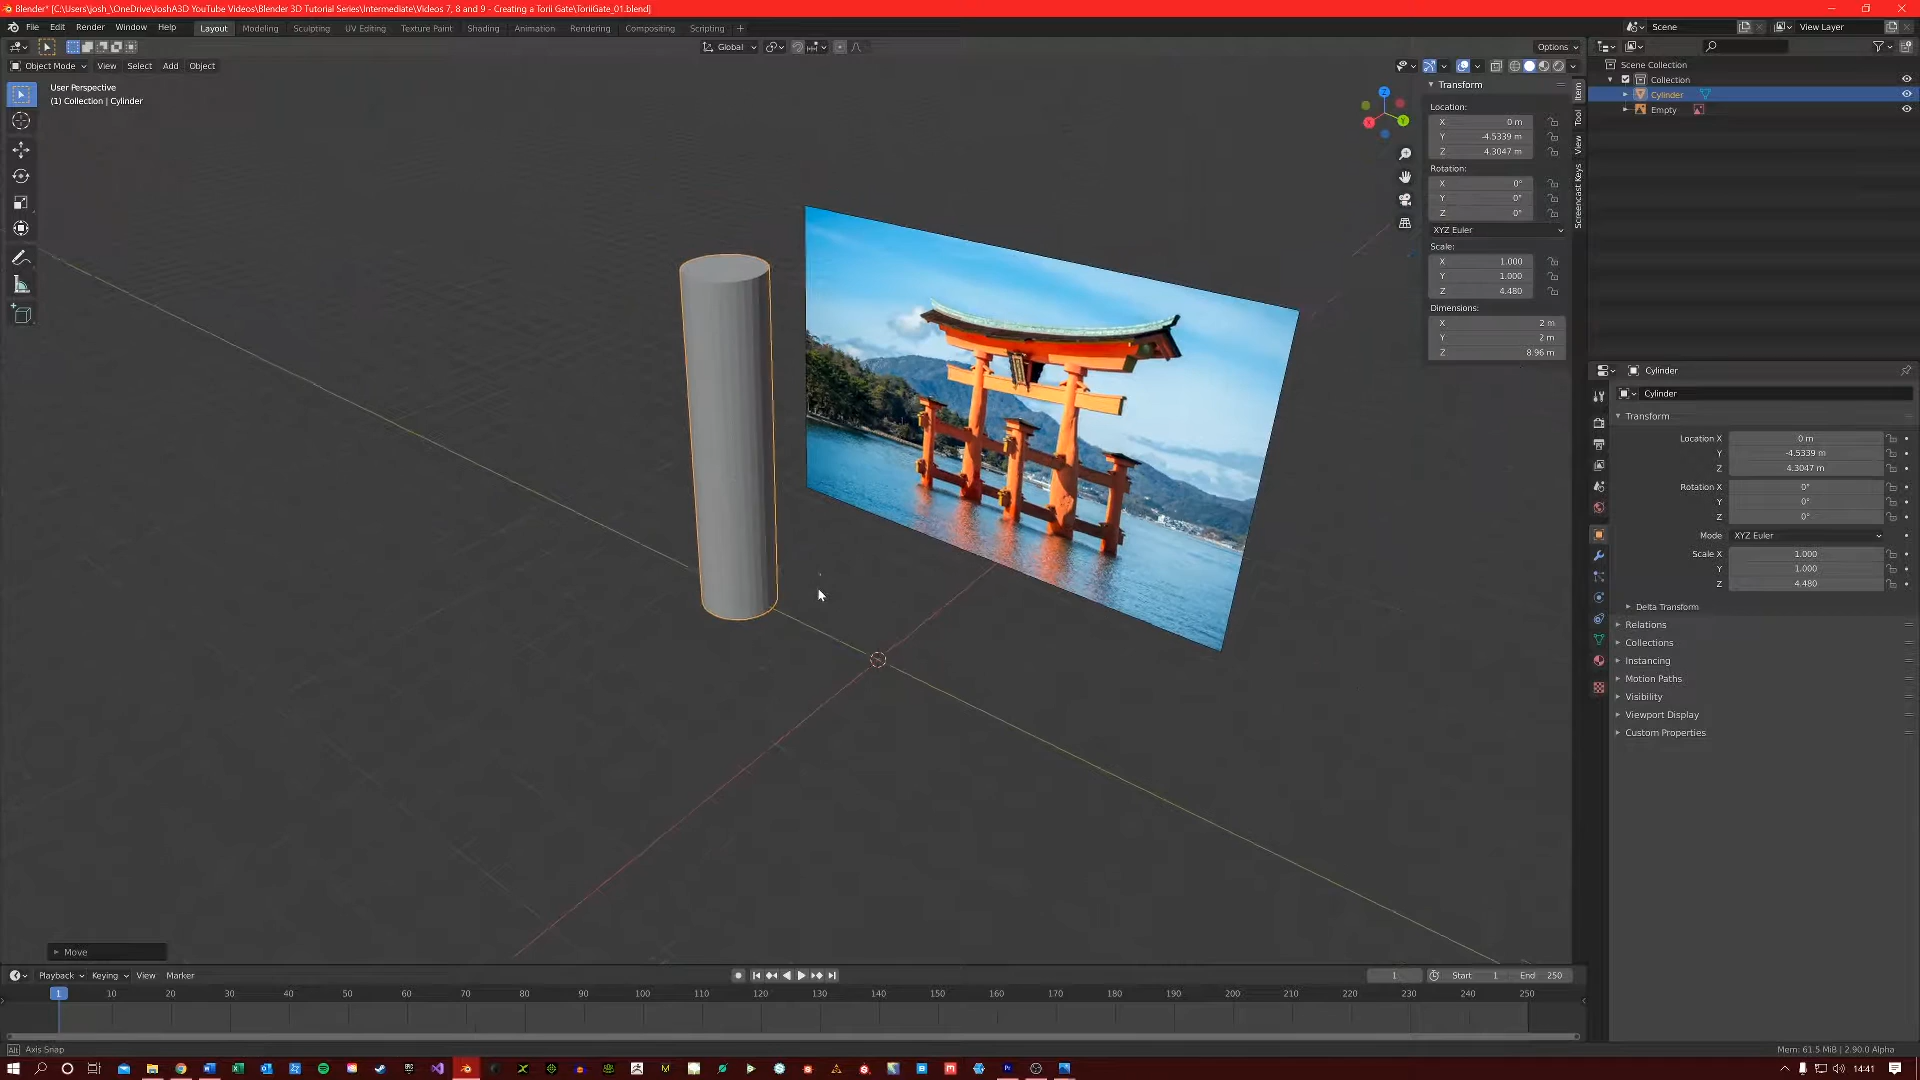 Blender* [C:\Users\josh_\OneDrive\JoshA3D YouTube Videos\Blender 3D Tutorial Series\Intermediate\Videos 7, 8 and 9 - Creating a Torii Gate\ToriiGate_01.blend]
File Edit Render Window Help Layout Modeling Sculpting UV Editing Texture Paint Shading Animation Rendering Compositing Scripting + Scene View Layer
Global Options
Object Mode View Select Add Object
User Perspective
(1) Collection | Cylinder
Transform
Location:
X 0 m
Y -4.5339 m
Z 4.3047 m
Rotation:
X 0°
Y 0°
Z 0°
XYZ Euler
Scale:
X 1.000
Y 1.000
Z 4.480
Dimensions:
X 2 m
Y 2 m
Z 8.96 m
Item
Tool
View
Screencast Keys
Z
X
Y
Scene Collection
Collection
Cylinder
Empty
Cylinder
Cylinder
Transform
Location X 0 m
Y -4.5339 m
Z 4.3047 m
Rotation X 0°
Y 0°
Z 0°
Mode XYZ Euler
Scale X 1.000
Y 1.000
Z 4.480
Delta Transform
Relations
Collections
Instancing
Motion Paths
Visibility
Viewport Display
Custom Properties
Move
Playback Keying View Marker 1 Start 1 End 250
1 10 20 30 40 50 60 70 80 90 100 110 120 130 140 150 160 170 180 190 200 210 220 230 240 250
Alt Axis Snap
Mem: 61.5 MiB | 2.90.0 Alpha
14:41